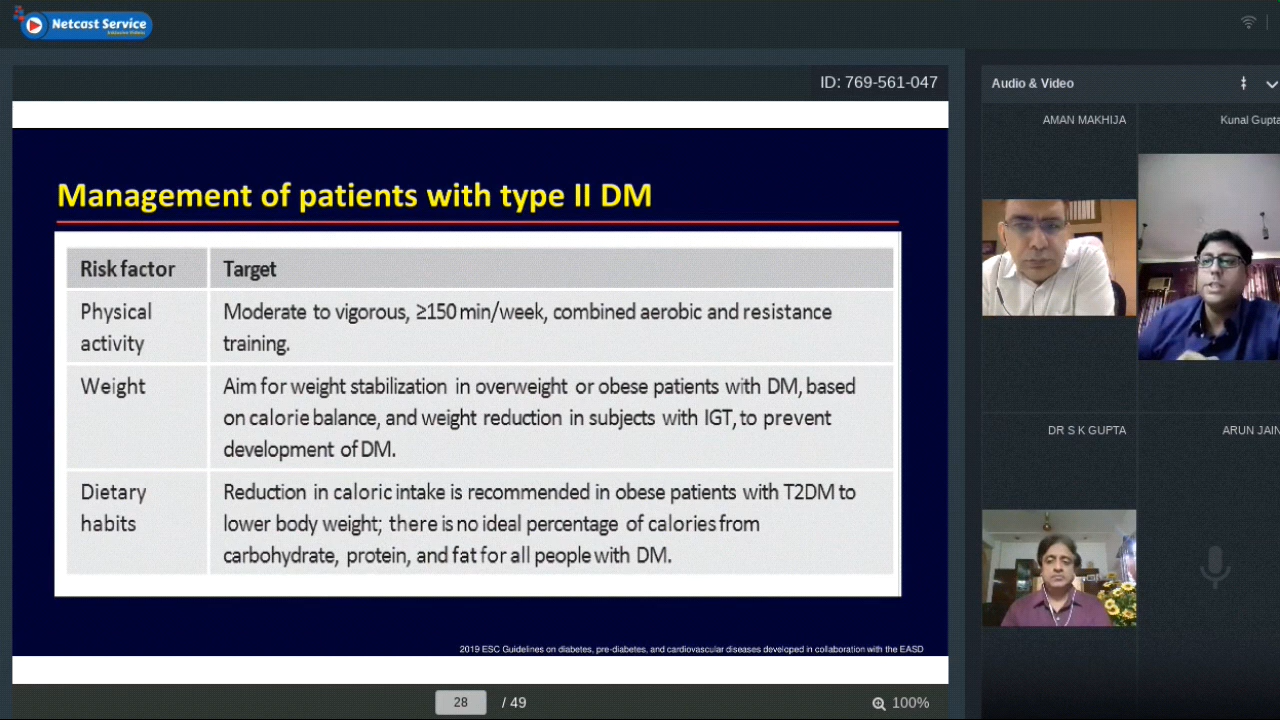 Netcast Service
ID: 769-561-047
Audio & Video
AMAN MAKHIJA
Kunal Gupta
Management of patients with type II DM
Risk factor Target
Physical activity Moderate to vigorous, ≥150 min/week, combined aerobic and resistance
training.
Weight Aim for weight stabilization in overweight or obese patients with DM, based
on calorie balance, and weight reduction in subjects with IGT, to prevent
development of DM.
Dietary habits Reduction in caloric intake is recommended in obese patients with T2DM to
lower body weight; there is no ideal percentage of calories from
carbohydrate, protein, and fat for all people with DM.
2019 ESC Guidelines on diabetes, pre-diabetes, and cardiovascular diseases developed in collaboration with the EASD
DR S K GUPTA
ARUN JAIN
28 / 49
100%